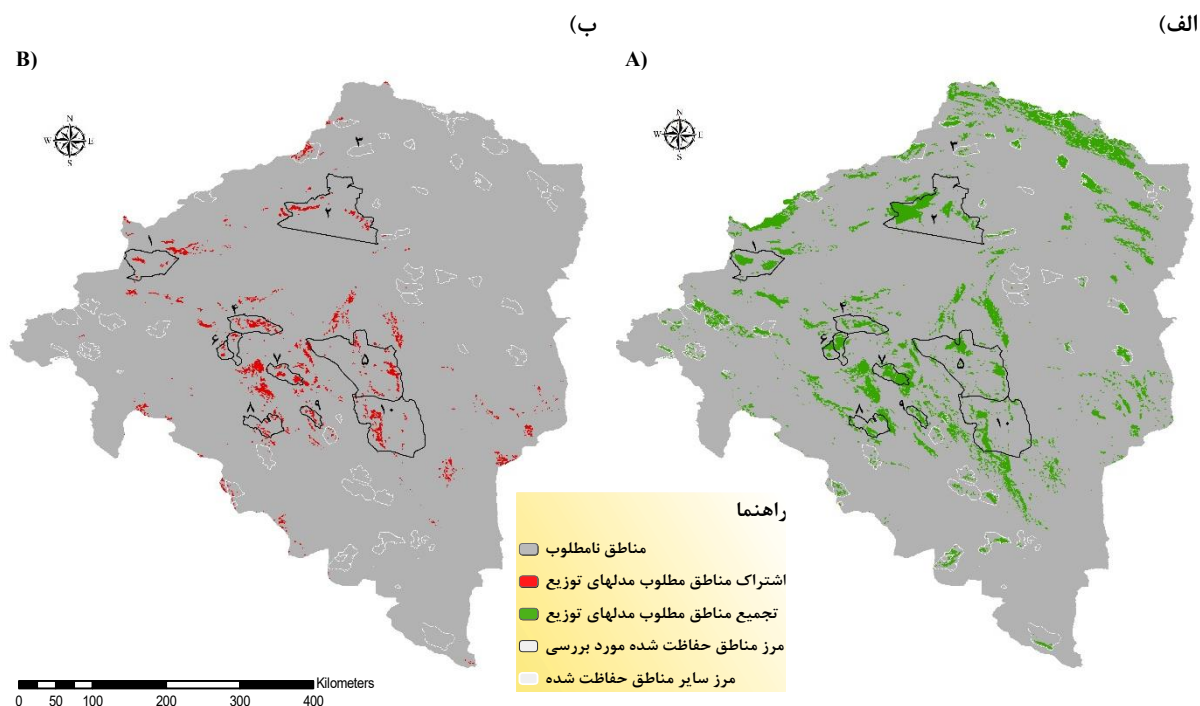 الف)
ب)
A)
B)
N
W E
S
N
W E
S
۳
۲
۱
۴
۶
۷
۵
۸
۹
۱۰
۳
۲
۱
۴
۶
۷
۵
۸
۹
۱۰
راهنما
مناطق نامطلوب
اشتراک مناطق مطلوب مدلهای توزیع
تجمیع مناطق مطلوب مدلهای توزیع
مرز مناطق حفاظت شده مورد بررسی
مرز سایر مناطق حفاظت شده
Kilometers
0 50 100 200 300 400